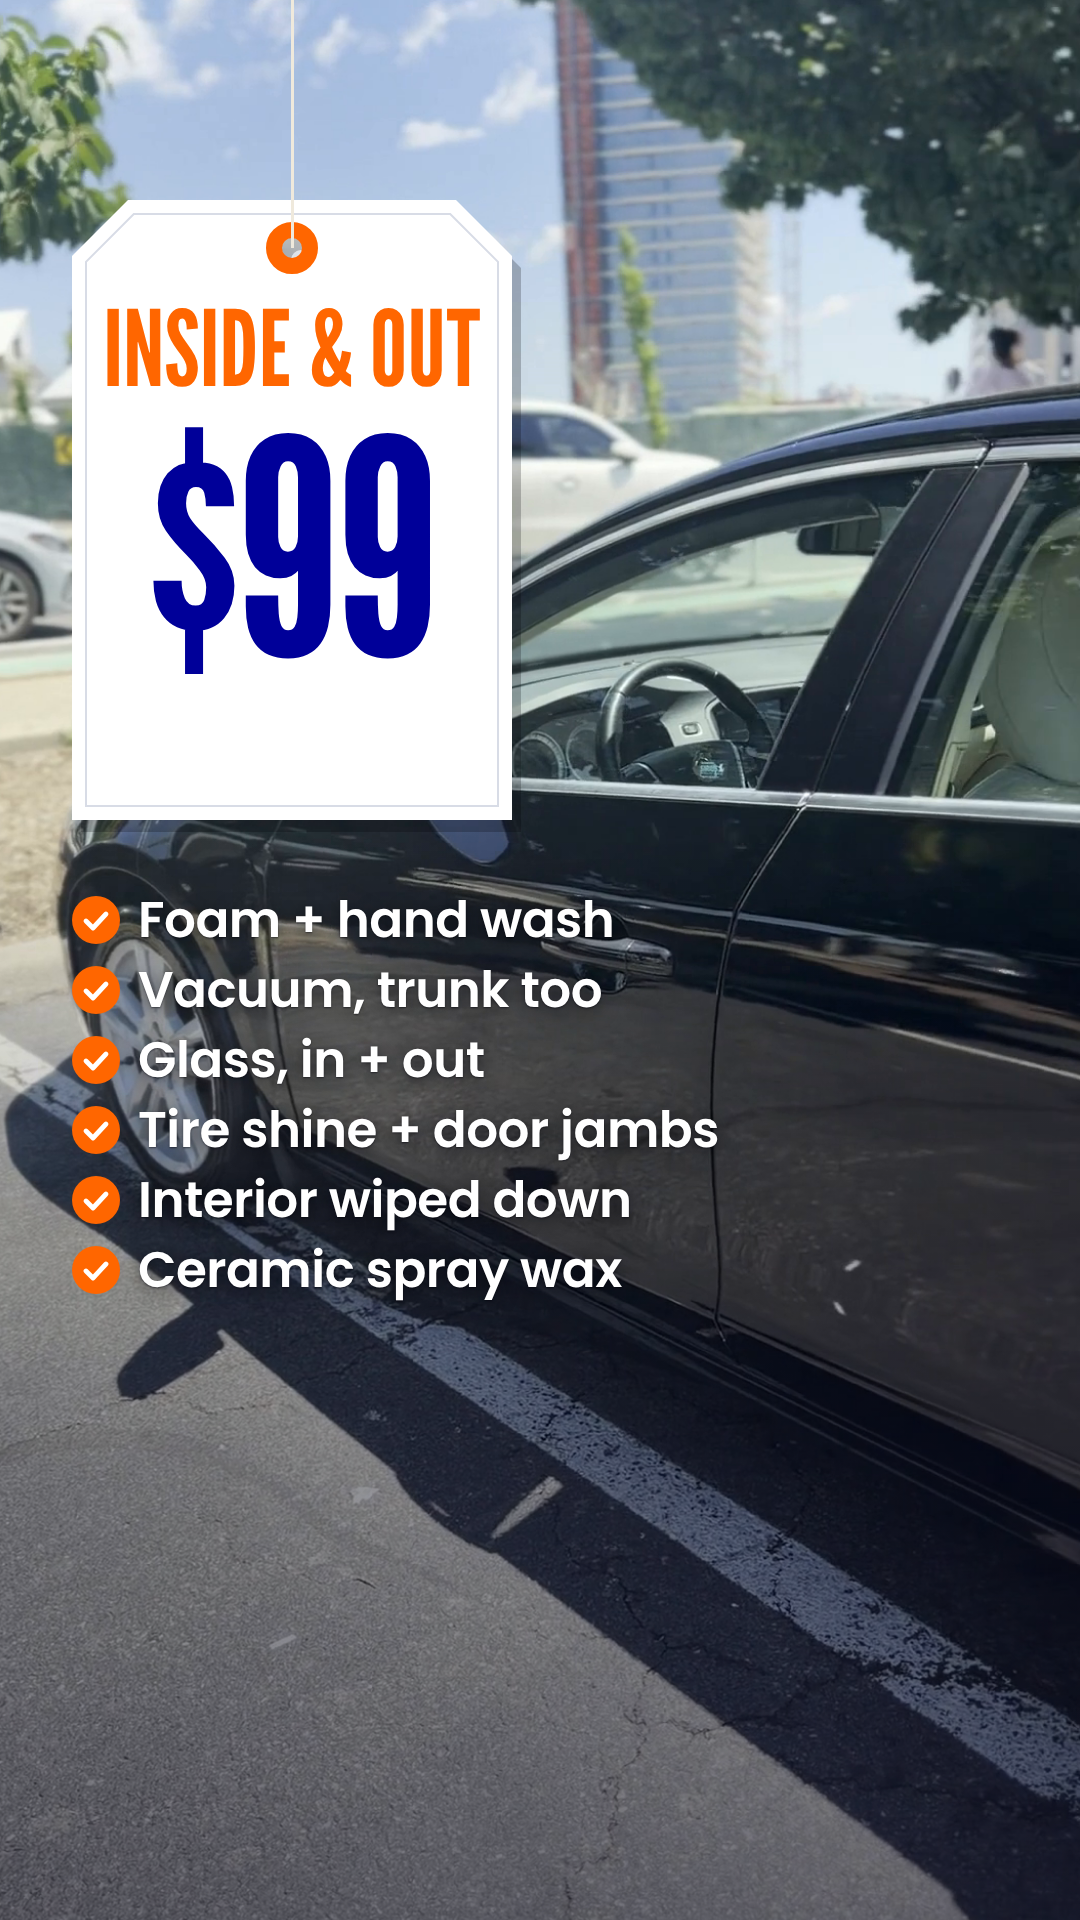 INSIDE & OUT
$99
Foam + hand wash
Vacuum, trunk too
Glass, in + out
Tire shine + door jambs
Interior wiped down
Ceramic spray wax